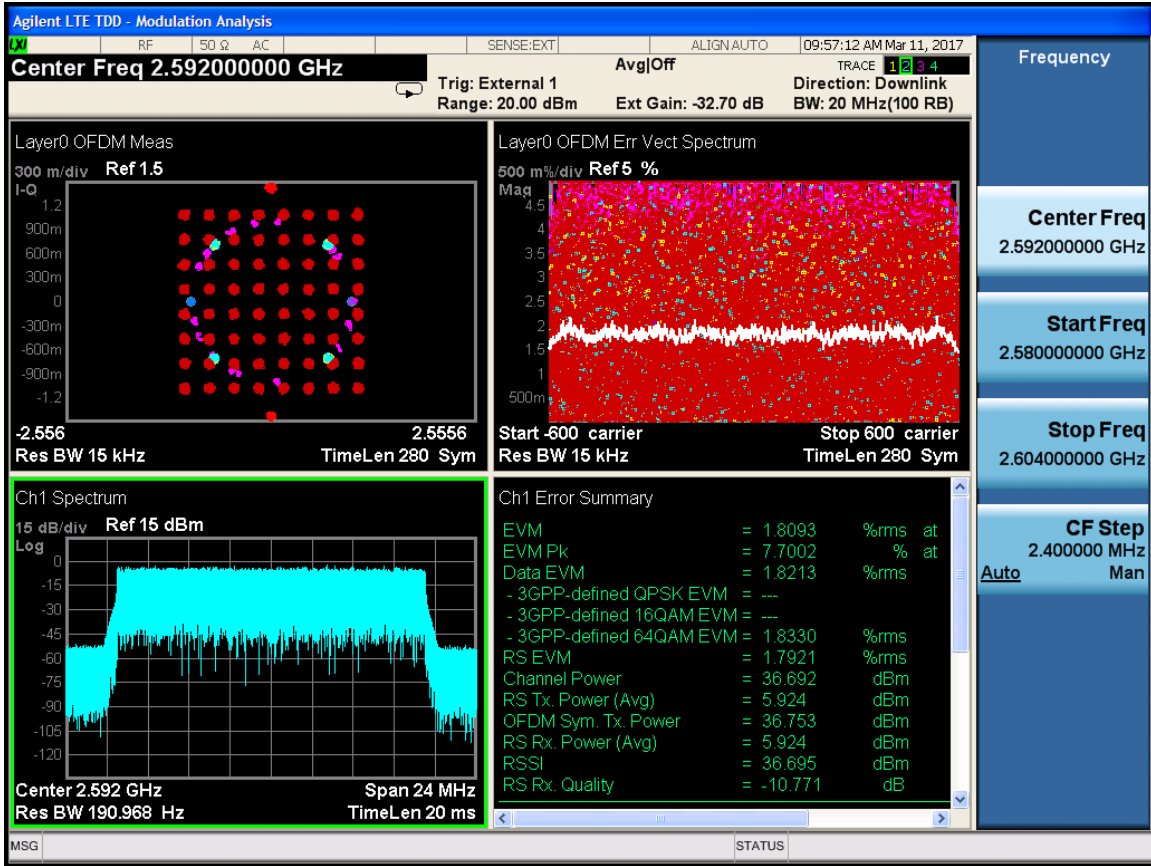 Agilent LTE TDD - Modulation Analysis
LXI RF 50 Ω AC SENSE:EXT ALIGN AUTO 09:57:12 AM Mar 11, 2017
Center Freq 2.592000000 GHz
Trig: External 1
Range: 20.00 dBm
Avg|Off
Ext Gain: -32.70 dB
TRACE 1 2 3 4
Direction: Downlink
BW: 20 MHz(100 RB)
Layer0 OFDM Meas
300 m/div Ref 1.5
I-Q
1.2
900m
600m
300m
0
-300m
-600m
-900m
-1.2
-2.556 2.5556
Res BW 15 kHz TimeLen 280 Sym
Layer0 OFDM Err Vect Spectrum
500 m%/div Ref 5 %
Mag
4.5
4
3.5
3
2.5
2
1.5
1
500m
Start -600 carrier Stop 600 carrier
Res BW 15 kHz TimeLen 280 Sym
Ch1 Spectrum
15 dB/div Ref 15 dBm
Log
0
-15
-30
-45
-60
-75
-90
-105
-120
Center 2.592 GHz Span 24 MHz
Res BW 190.968 Hz TimeLen 20 ms
Ch1 Error Summary
EVM = 1.8093 %rms at
EVM Pk = 7.7002 % at
Data EVM = 1.8213 %rms
- 3GPP-defined QPSK EVM = ---
- 3GPP-defined 16QAM EVM = ---
- 3GPP-defined 64QAM EVM = 1.8330 %rms
RS EVM = 1.7921 %rms
Channel Power = 36.692 dBm
RS Tx. Power (Avg) = 5.924 dBm
OFDM Sym. Tx. Power = 36.753 dBm
RS Rx. Power (Avg) = 5.924 dBm
RSSI = 36.695 dBm
RS Rx. Quality = -10.771 dB
Frequency
Center Freq
2.592000000 GHz
Start Freq
2.580000000 GHz
Stop Freq
2.604000000 GHz
CF Step
2.400000 MHz
Auto Man
MSG STATUS